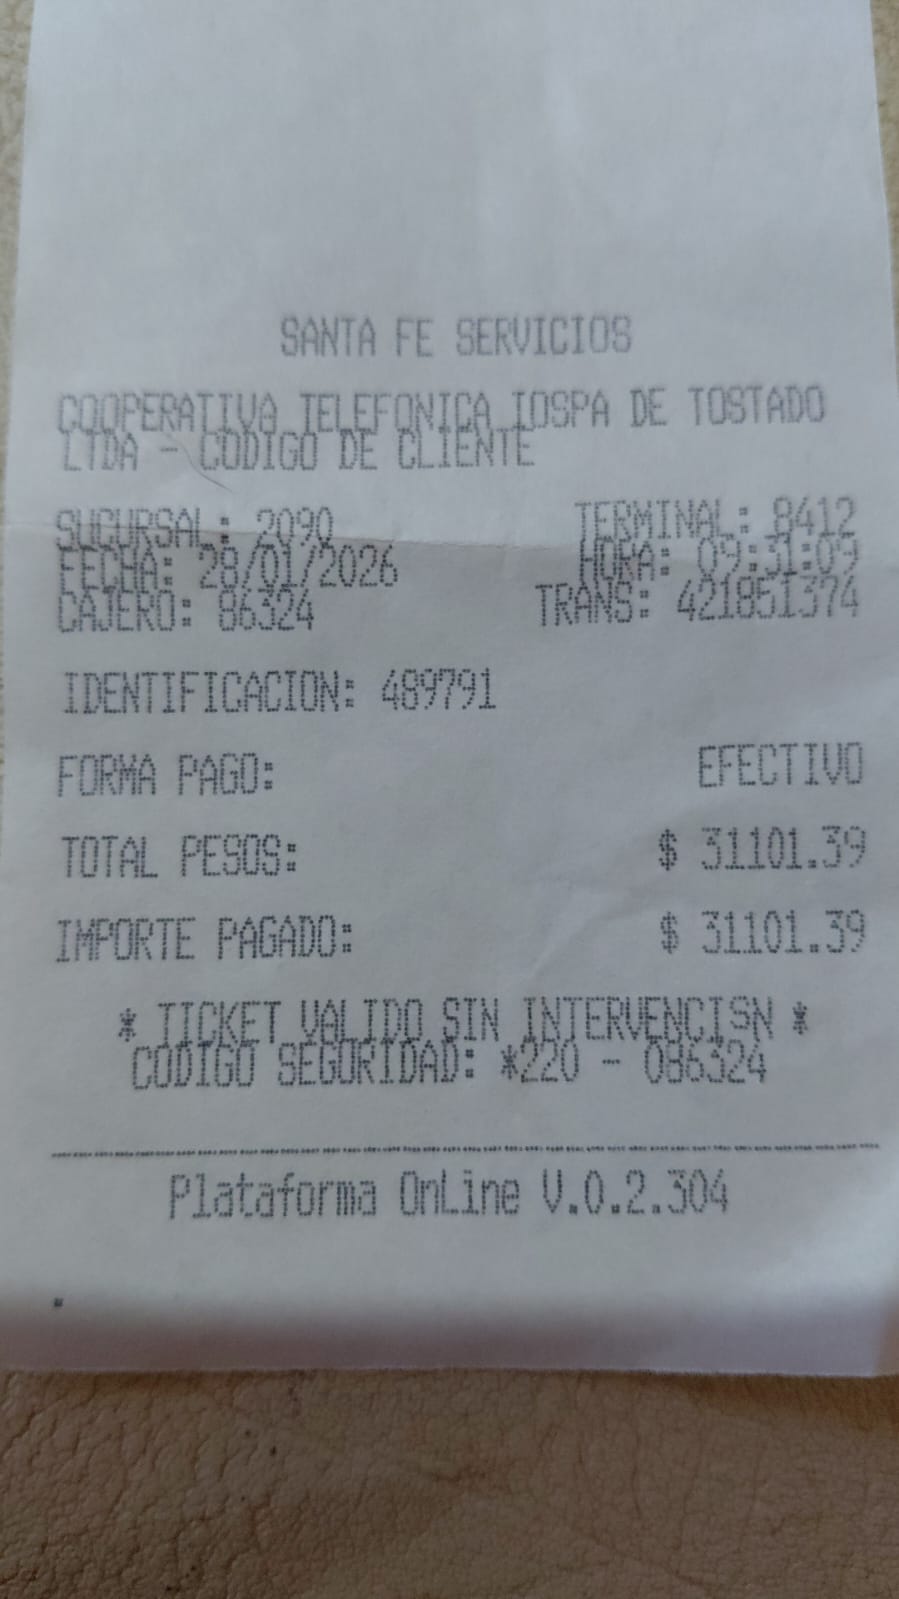 SANTA FE SERVICIOS
COOPERATIVA TELEFONICA TOSPA DE TOSTADO
LTDA - CODIGO DE CLIENTE
SUCURSAL: 2090 TERMINAL: 8412
FECHA: 28/01/2026 HORA: 09:31:09
CAJERO: 86324 TRANS: 421851374
IDENTIFICACION: 489791
FORMA PAGO: EFECTIVO
TOTAL PESOS: $ 31101.39
IMPORTE PAGADO: $ 31101.39
* TICKET VALIDO SIN INTERVENCISN *
CODIGO SEGURIDAD: *220 - 086324
Plataforma OnLine V.0.2.304